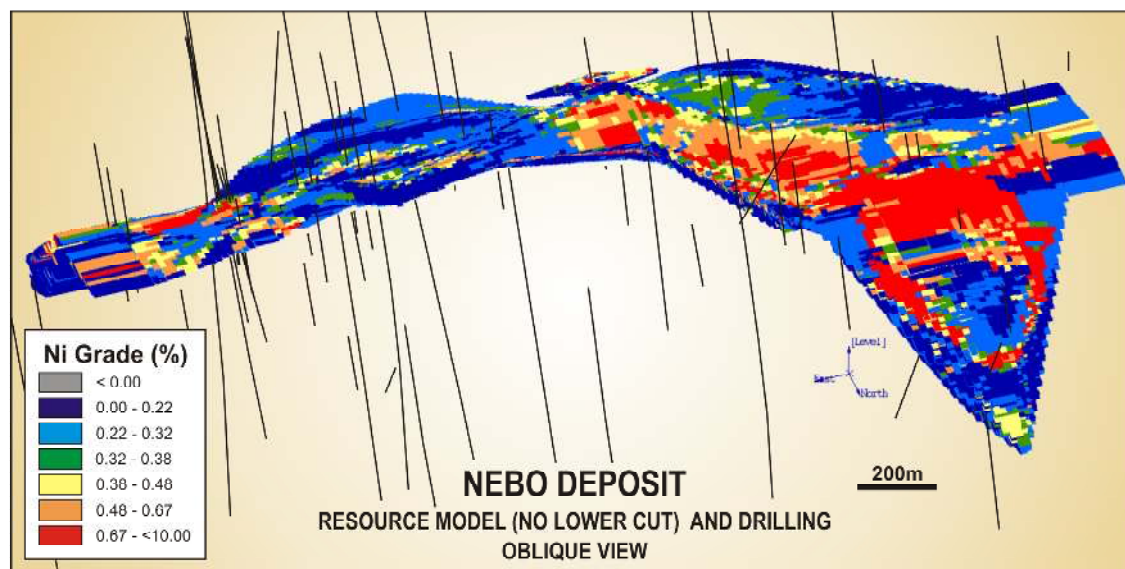 [Level]
East
North
200m
Ni Grade (%)
< 0.00
0.00 - 0.22
0.22 - 0.32
0.32 - 0.38
0.38 - 0.48
0.48 - 0.67
0.67 - <10.00
NEBO DEPOSIT
RESOURCE MODEL (NO LOWER CUT) AND DRILLING
OBLIQUE VIEW